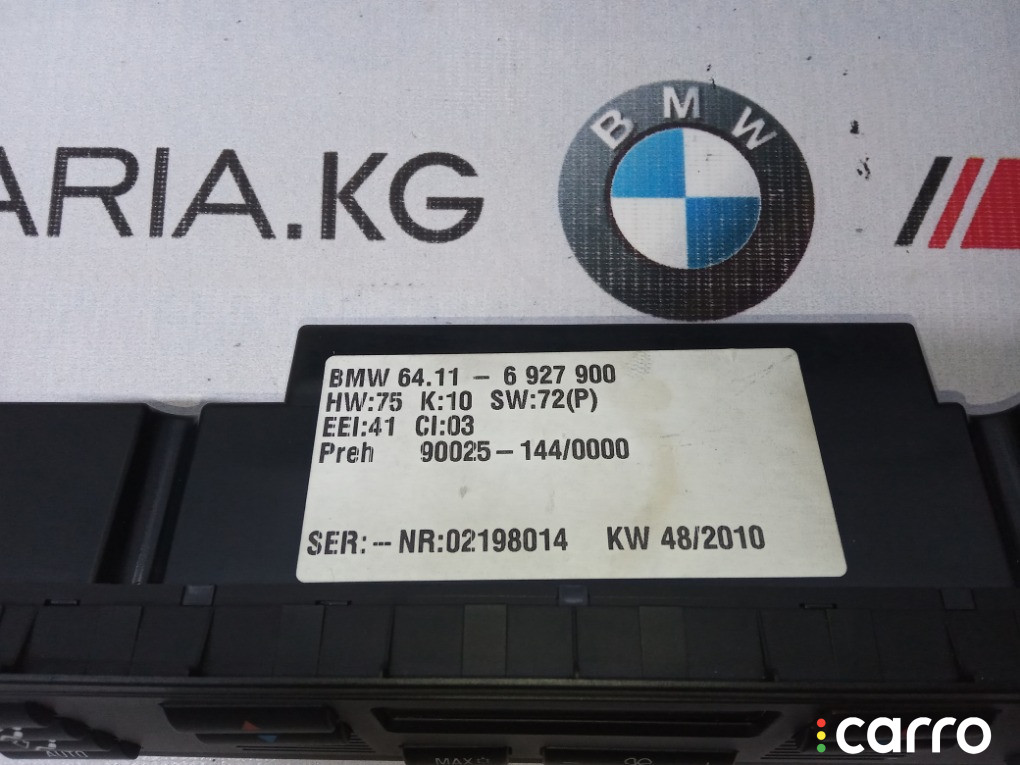 ARIA.KG
BMW
BMW 64.11 - 6 927 900
HW:75 K:10 SW:72(P)
EEI:41 CI:03
Preh 90025-144/0000
SER:--- NR:02198014 KW 48/2010
AUTO
MAX
carro